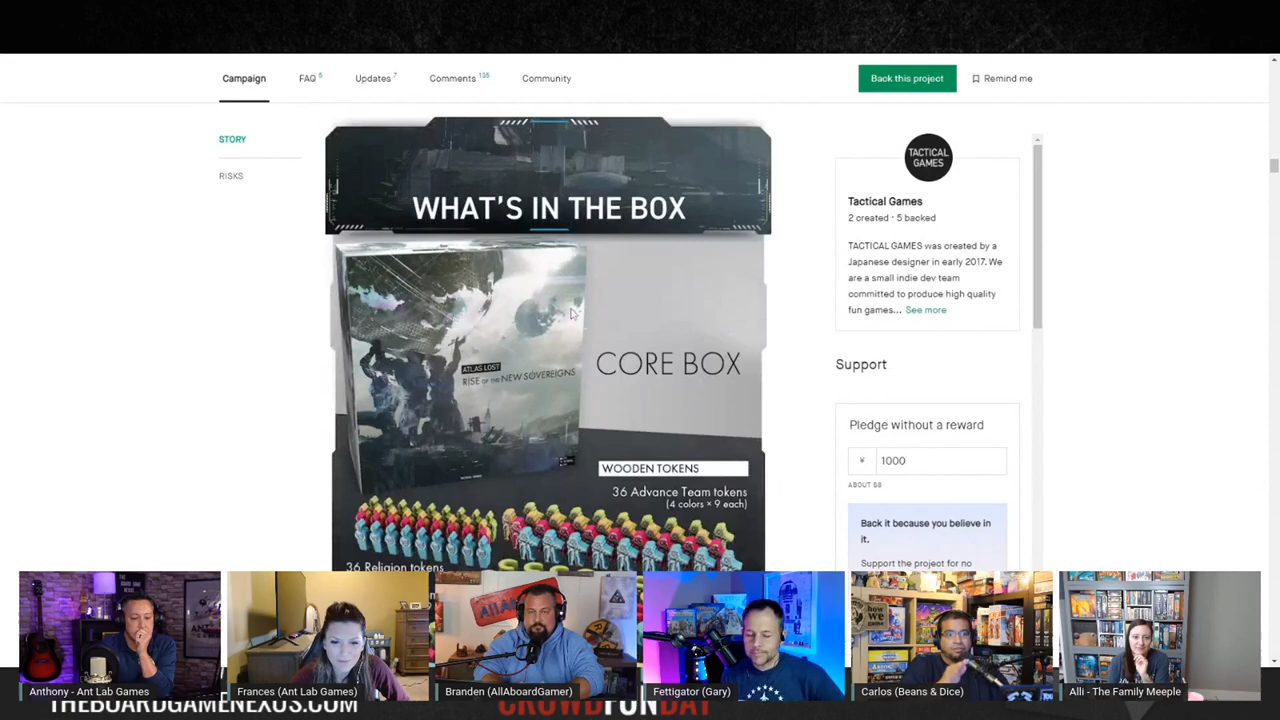 Campaign
FAQ 5
Updates 7
Comments 135
Community
Back this project
Remind me
STORY
RISKS
WHAT'S IN THE BOX
ATLAS LOST
RISE OF THE NEW SOVEREIGNS
CORE BOX
WOODEN TOKENS
36 Advance Team tokens
(4 colors × 9 each)
36 Religion tokens
TACTICAL
GAMES
Tactical Games
2 created · 5 backed
TACTICAL GAMES was created by a
Japanese designer in early 2017. We
are a small indie dev team
committed to produce high quality
fun games... See more
Support
Pledge without a reward
¥ 1000
ABOUT $8
Back it because you believe in
it.
Support the project for no
how
we
game
Anthony - Ant Lab Games
Frances (Ant Lab Games)
Branden (AllAboardGamer)
Fettigator (Gary)
Carlos (Beans & Dice)
Alli - The Family Meeple
THEBOARDGAMENEXUS.COM
CROWDFUNDAY